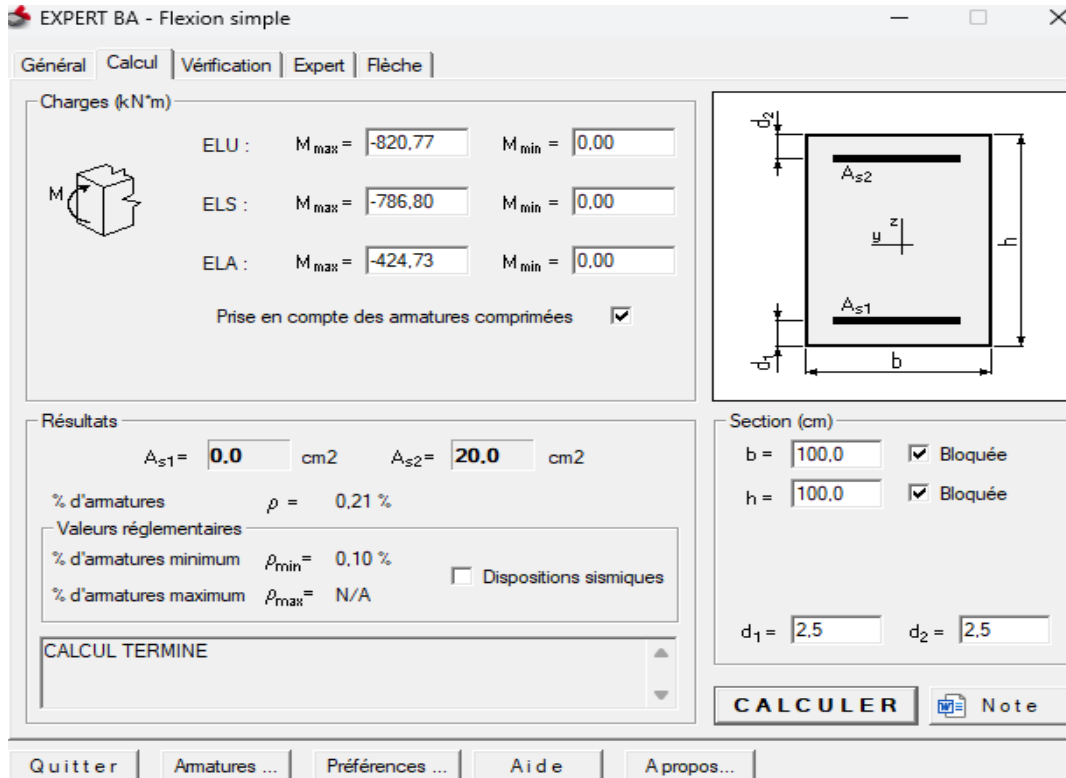 EXPERT BA - Flexion simple
Général Calcul Vérification Expert Flèche
Charges (kN*m)
ELU : M max = -820,77 M min = 0,00
M
ELS : M max = -786,80 M min = 0,00
ELA : M max = -424,73 M min = 0,00
Prise en compte des armatures comprimées
d2
As2
z
y
h
As1
d1
b
Résultats
As1= 0.0 cm2 As2= 20.0 cm2
% d'armatures ρ = 0,21 %
Valeurs réglementaires
% d'armatures minimum ρmin= 0,10 %
Dispositions sismiques
% d'armatures maximum ρmax= N/A
CALCUL TERMINE
Section (cm)
b = 100,0 Bloquée
h = 100,0 Bloquée
d1 = 2,5 d2 = 2,5
CALCULER Note
Quitter Armatures ... Préférences ... Aide A propos...